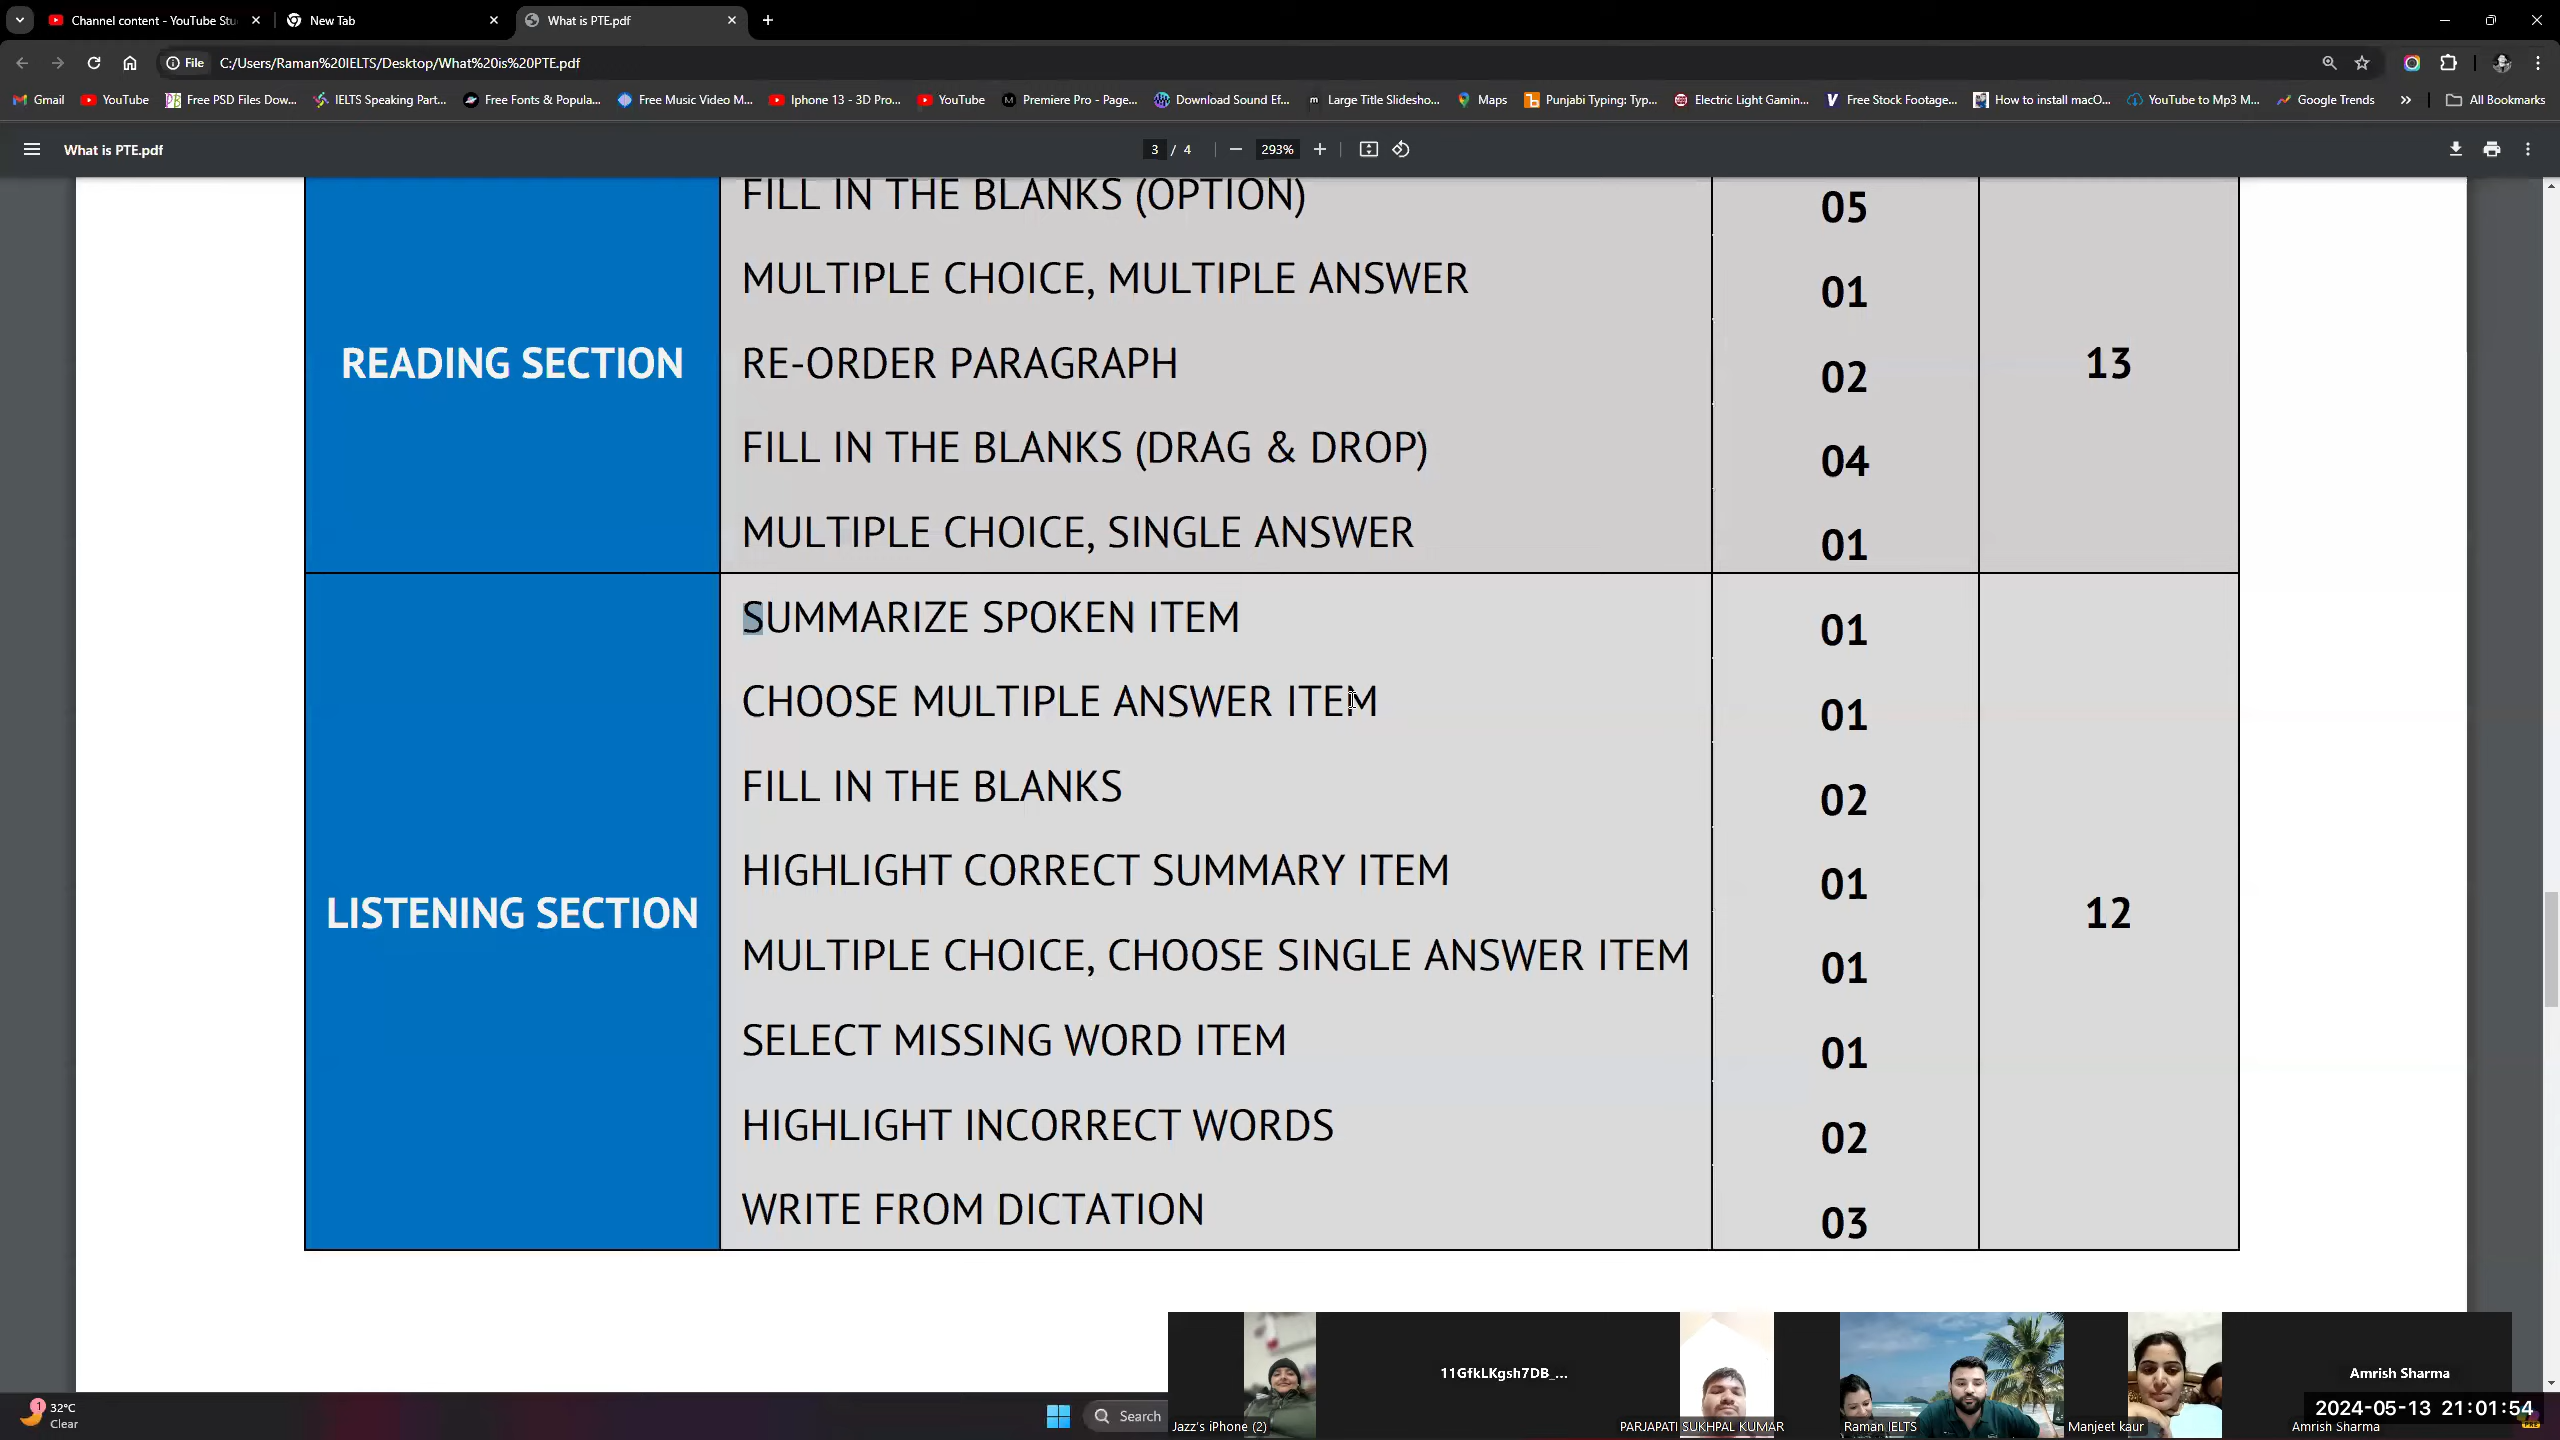 Channel content - YouTube Stu
New Tab
What is PTE.pdf
File
C:/Users/Raman%20IELTS/Desktop/What%20is%20PTE.pdf
Gmail
YouTube
Free PSD Files Dow...
IELTS Speaking Part...
Free Fonts & Popula...
Free Music Video M...
Iphone 13 - 3D Pro...
YouTube
Premiere Pro - Page...
Download Sound Ef...
Large Title Slidesho...
Maps
Punjabi Typing: Typ...
Electric Light Gamin...
Free Stock Footage...
How to install macO...
YouTube to Mp3 M...
Google Trends
All Bookmarks
What is PTE.pdf
3 / 4
293%
READING SECTION
FILL IN THE BLANKS (OPTION) 05
MULTIPLE CHOICE, MULTIPLE ANSWER 01
RE-ORDER PARAGRAPH 02
FILL IN THE BLANKS (DRAG & DROP) 04
MULTIPLE CHOICE, SINGLE ANSWER 01
13
LISTENING SECTION
SUMMARIZE SPOKEN ITEM 01
CHOOSE MULTIPLE ANSWER ITEM 01
FILL IN THE BLANKS 02
HIGHLIGHT CORRECT SUMMARY ITEM 01
MULTIPLE CHOICE, CHOOSE SINGLE ANSWER ITEM 01
SELECT MISSING WORD ITEM 01
HIGHLIGHT INCORRECT WORDS 02
WRITE FROM DICTATION 03
12
1
32°C
Clear
Search
Jazz's iPhone (2)
11GfkLKgsh7DB_...
PARJAPATI SUKHPAL KUMAR
Raman IELTS
Manjeet kaur
Amrish Sharma
Amrish Sharma
2024-05-13 21:01:54